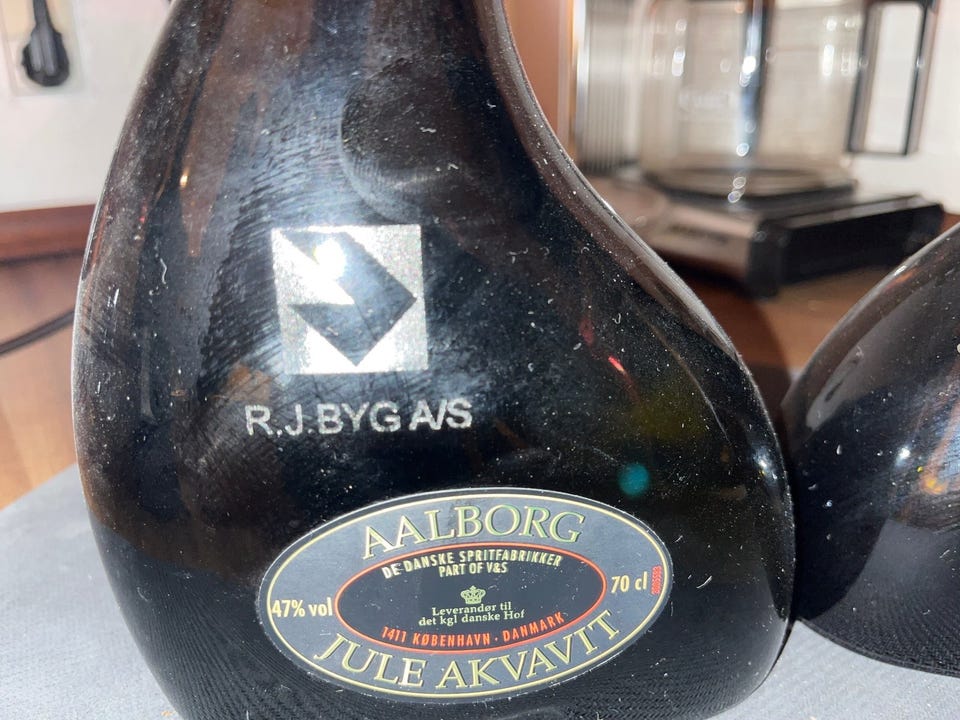 R.J.BYG A/S
AALBORG
DE DANSKE SPRITFABRIKKER
PART OF V&S
47% vol
70 cl
Leverandør til
det kgl danske Hof
1411 KØBENHAVN · DANMARK
JULE AKVAVIT